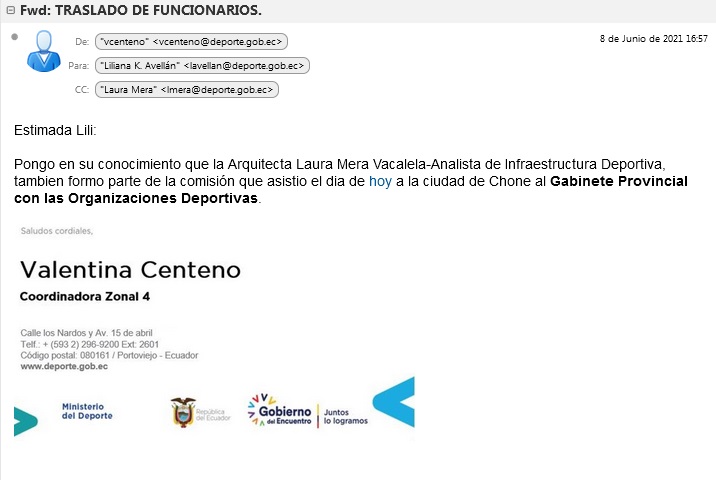 Fwd: TRASLADO DE FUNCIONARIOS.
De: "vcenteno" <vcenteno@deporte.gob.ec>
8 de Junio de 2021 16:57
Para: "Liliana K. Avellán" <lavellan@deporte.gob.ec>
CC: "Laura Mera" <lmera@deporte.gob.ec>
Estimada Lili:
Pongo en su conocimiento que la Arquitecta Laura Mera Vacalela-Analista de Infraestructura Deportiva,
tambien formo parte de la comisión que asistio el dia de hoy a la ciudad de Chone al Gabinete Provincial
con las Organizaciones Deportivas.
Saludos cordiales,
Valentina Centeno
Coordinadora Zonal 4
Calle los Nardos y Av. 15 de abril
Telf.: + (593 2) 296-9200 Ext: 2601
Código postal: 080161 / Portoviejo - Ecuador
www.deporte.gob.ec
Ministerio
del Deporte
República
del Ecuador
Gobierno
del Encuentro
Juntos
lo logramos